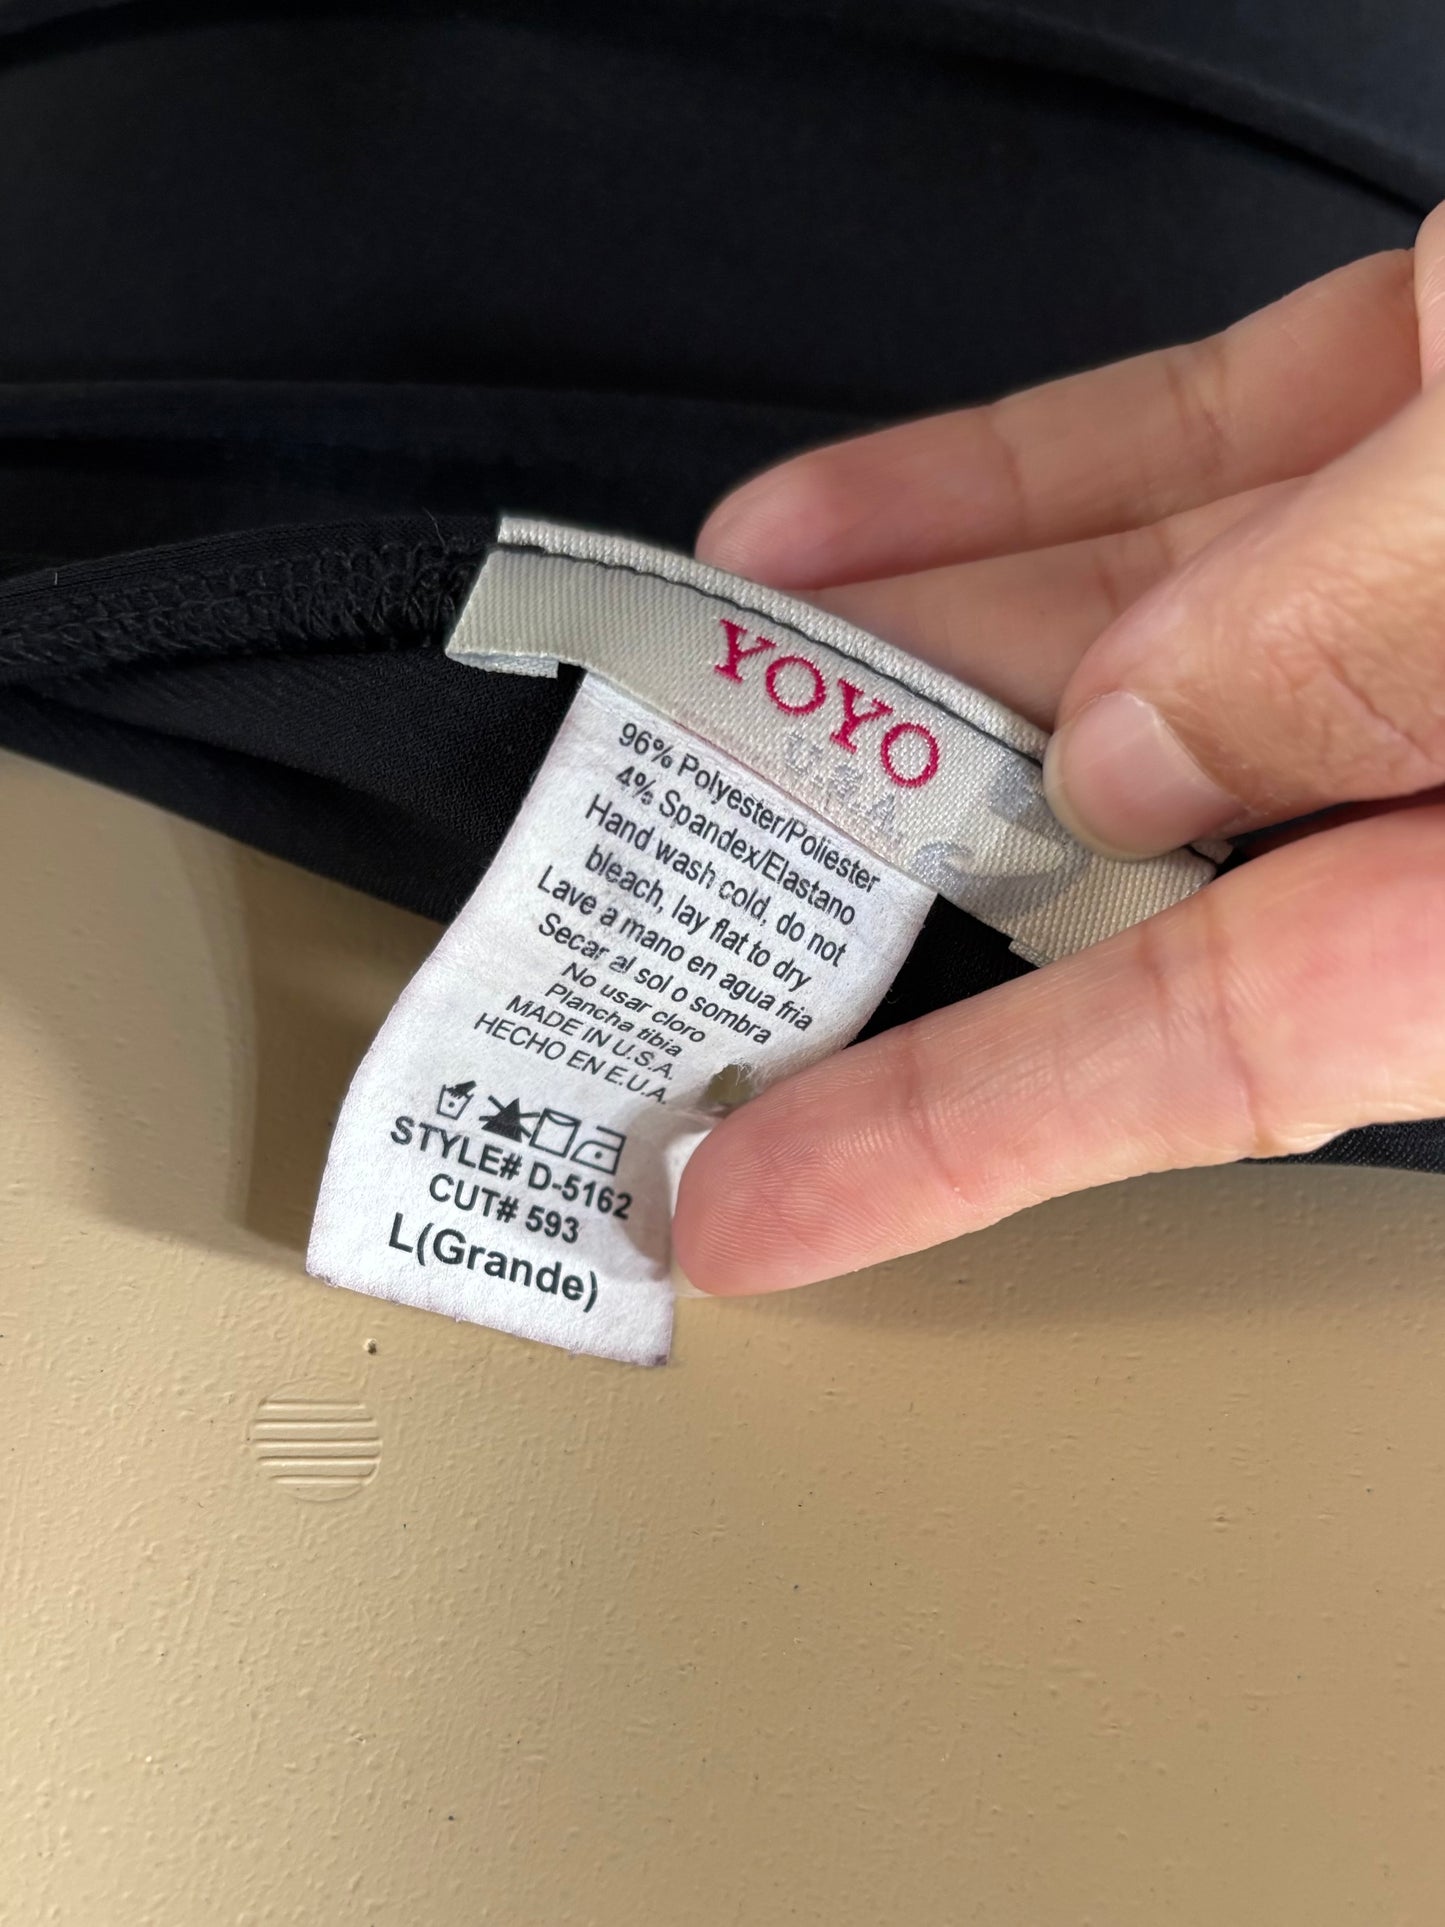 YOYO
U.S.A.
96% Polyester/Poliester
4% Spandex/Elastano
Hand wash cold, do not
bleach, lay flat to dry
Lave a mano en agua fria
Secar al sol o sombra
No usar cloro
Plancha tibia
MADE IN U.S.A.
HECHO EN E.U.A.
STYLE# D-5162
CUT# 593
L(Grande)